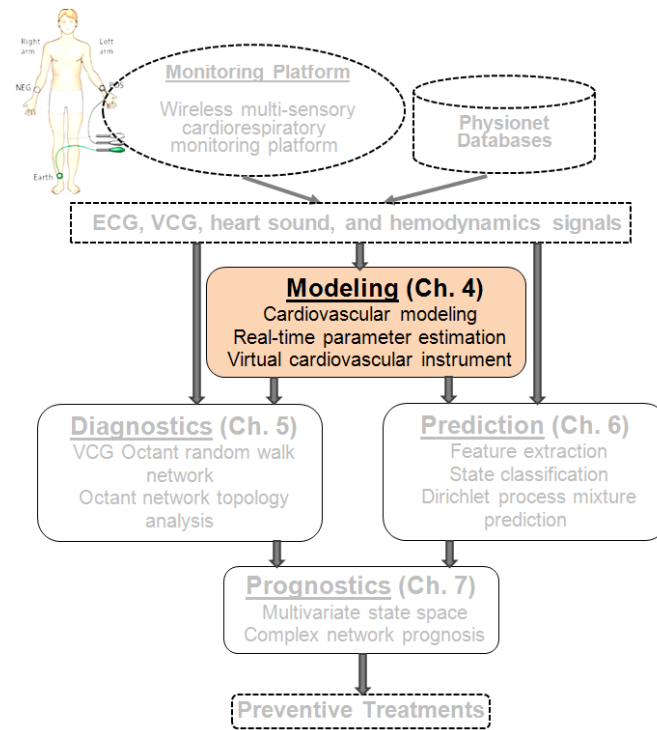 Right
arm
Left
arm
NEG
POS
Earth
Monitoring Platform
Wireless multi-sensory
cardiorespiratory
monitoring platform
Physionet
Databases
ECG, VCG, heart sound, and hemodynamics signals
Modeling (Ch. 4)
Cardiovascular modeling
Real-time parameter estimation
Virtual cardiovascular instrument
Diagnostics (Ch. 5)
VCG Octant random walk
network
Octant network topology
analysis
Prediction (Ch. 6)
Feature extraction
State classification
Dirichlet process mixture
prediction
Prognostics (Ch. 7)
Multivariate state space
Complex network prognosis
Preventive Treatments